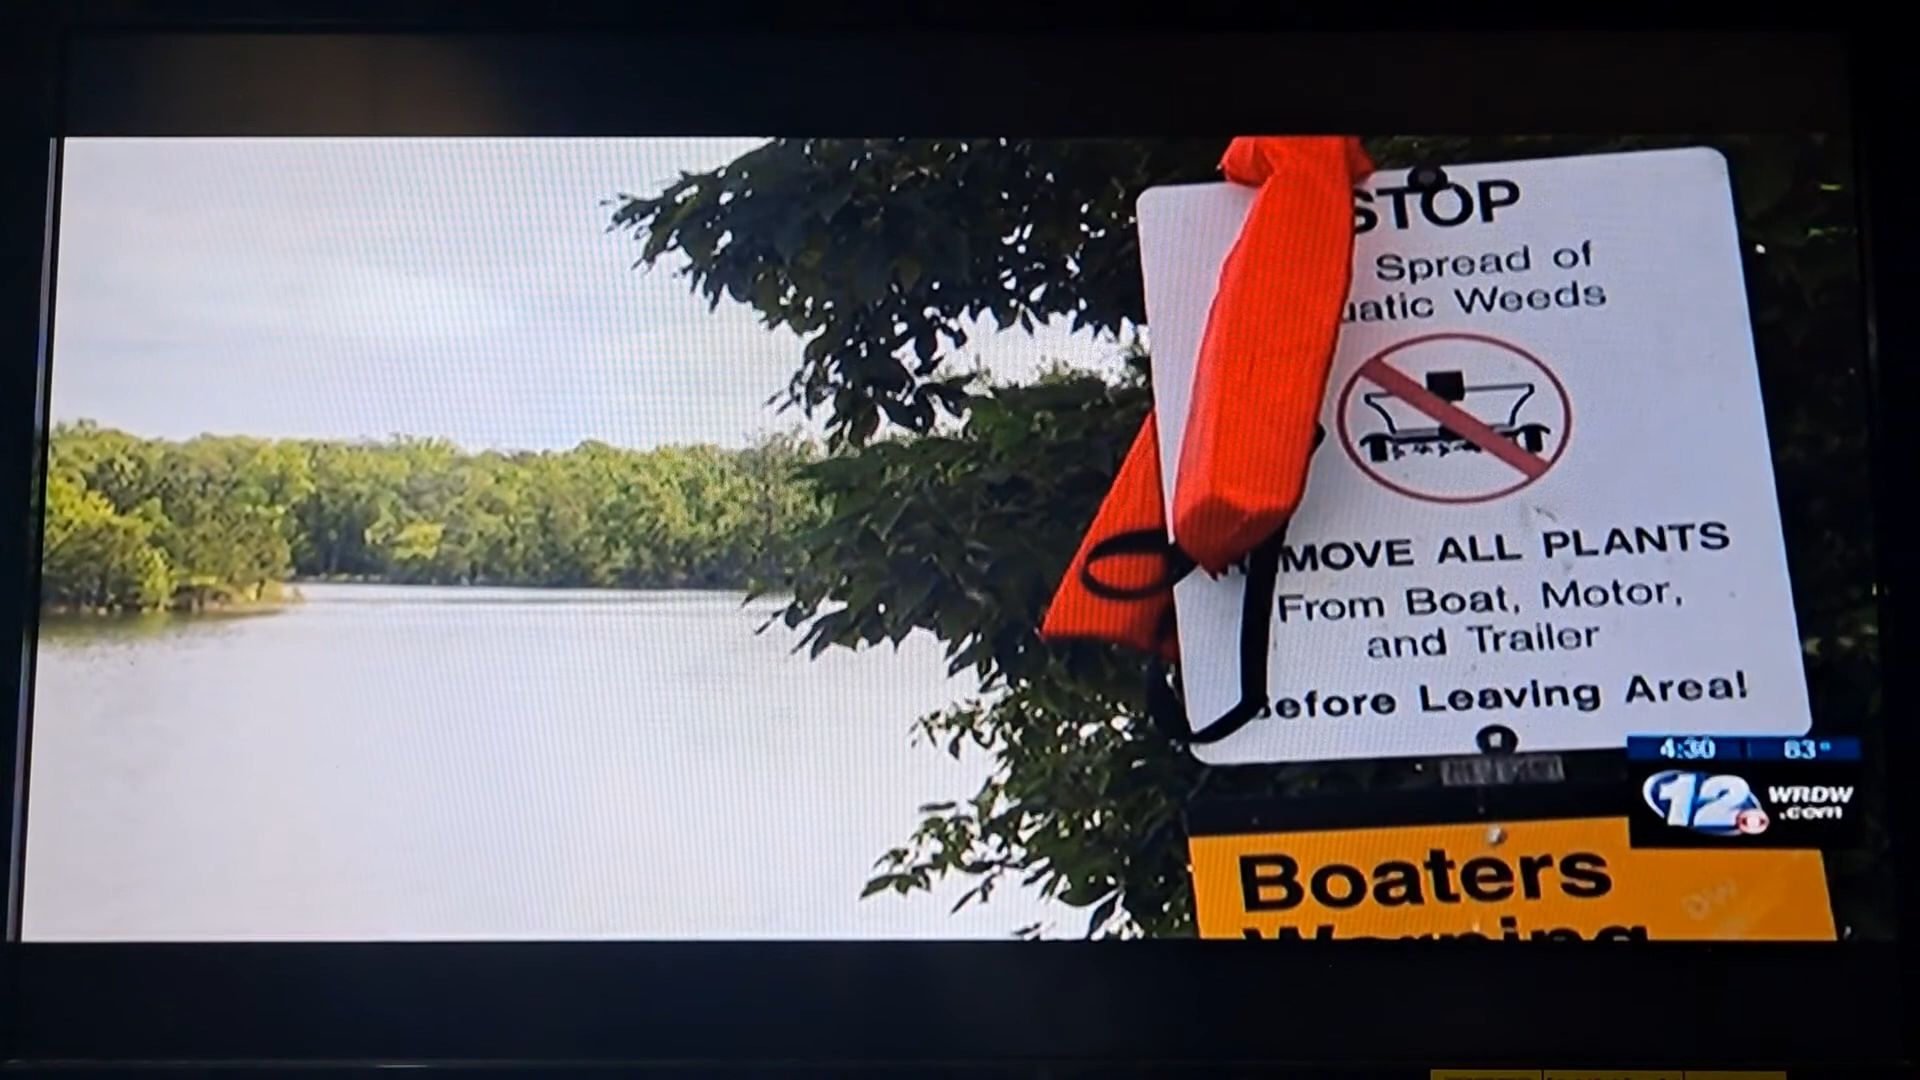 STOP
Spread of
uatic Weeds
MOVE ALL PLANTS
From Boat, Motor,
and Trailer
Before Leaving Area!
4:30 83°
12 WRDW
.com
Boaters
Warning